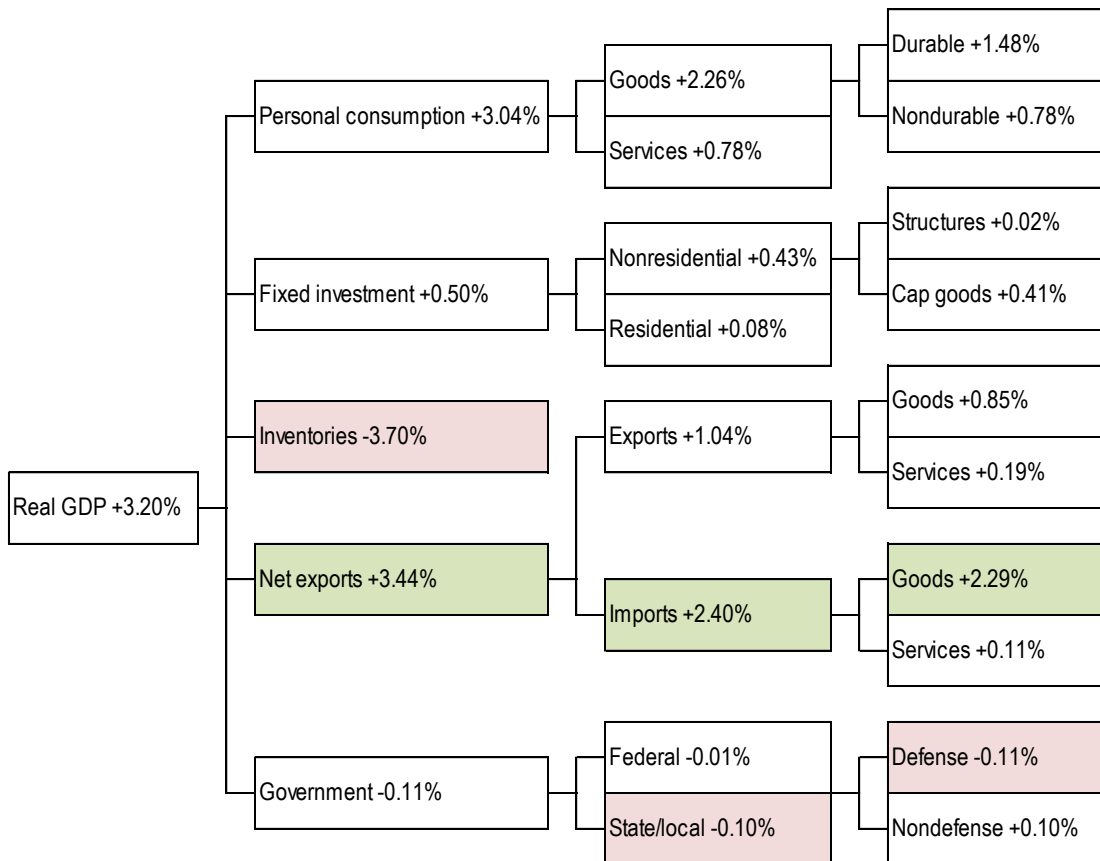 Real GDP +3.20%
Personal consumption +3.04%
Goods +2.26%
Durable +1.48%
Nondurable +0.78%
Services +0.78%
Fixed investment +0.50%
Nonresidential +0.43%
Structures +0.02%
Cap goods +0.41%
Residential +0.08%
Inventories -3.70%
Net exports +3.44%
Exports +1.04%
Goods +0.85%
Services +0.19%
Imports +2.40%
Goods +2.29%
Services +0.11%
Government -0.11%
Federal -0.01%
State/local -0.10%
Defense -0.11%
Nondefense +0.10%